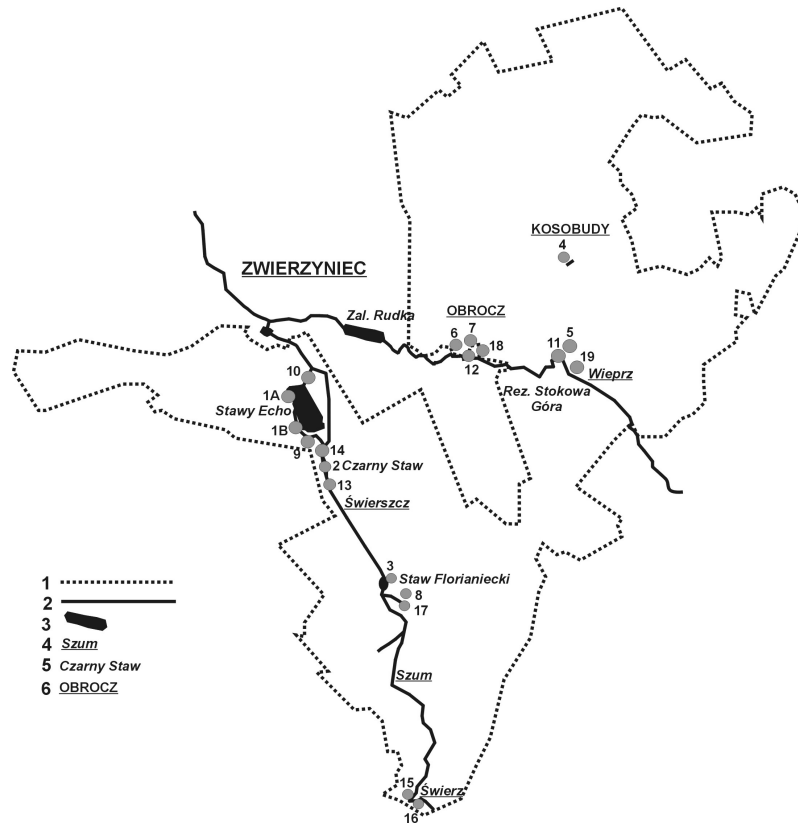 KOSOBUDY
4
ZWIERZYNIEC
Zal. Rudka
OBROCZ
7
6
18
12
5
11
19
Wieprz
Rez. Stokowa
Góra
10
1A
Stawy Echo
1B
9
14
2 Czarny Staw
13
Świerszcz
3
Staw Florianiecki
8
17
Szum
15
Świerz
16
1
2
3
4 Szum
5 Czarny Staw
6 OBROCZ